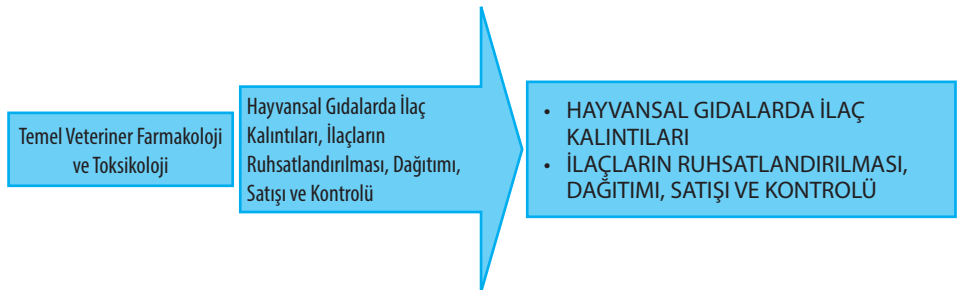 Temel Veteriner Farmakoloji
ve Toksikoloji
Hayvansal Gıdalarda İlaç
Kalıntıları, İlaçların
Ruhsatlandırılması, Dağıtımı,
Satışı ve Kontrolü
• HAYVANSAL GIDALARDA İLAÇ
KALINTILARI
• İLAÇLARIN RUHSATLANDIRILMASI,
DAĞITIMI, SATIŞI VE KONTROLÜ